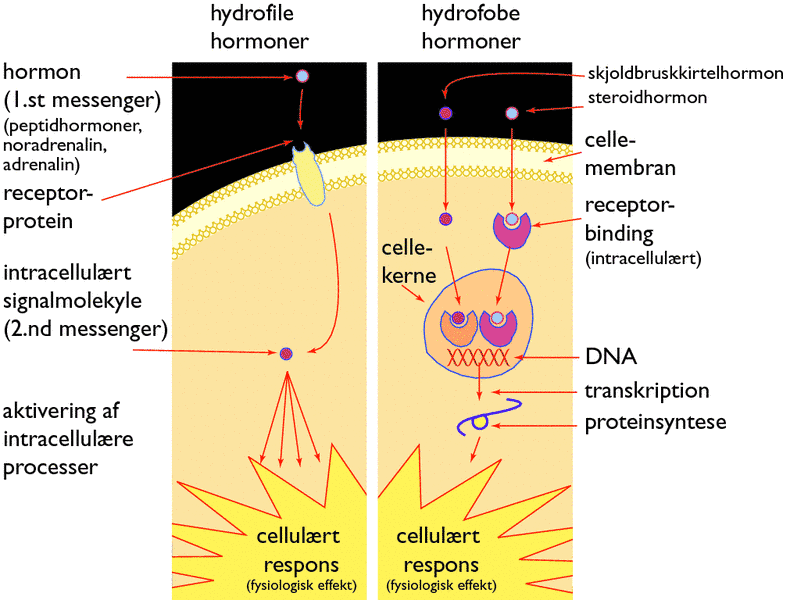 hydrofile
hormoner
hydrofobe
hormoner
hormon
(1.st messenger)
(peptidhormoner,
noradrenalin,
adrenalin)
receptor-
protein
intracellulært
signalmolekyle
(2.nd messenger)
aktivering af
intracellulære
processer
cellulært
respons
(fysiologisk effekt)
skjoldbruskkirtelhormon
steroidhormon
celle-
membran
receptor-
binding
(intracellulært)
celle-
kerne
DNA
transkription
proteinsyntese
cellulært
respons
(fysiologisk effekt)